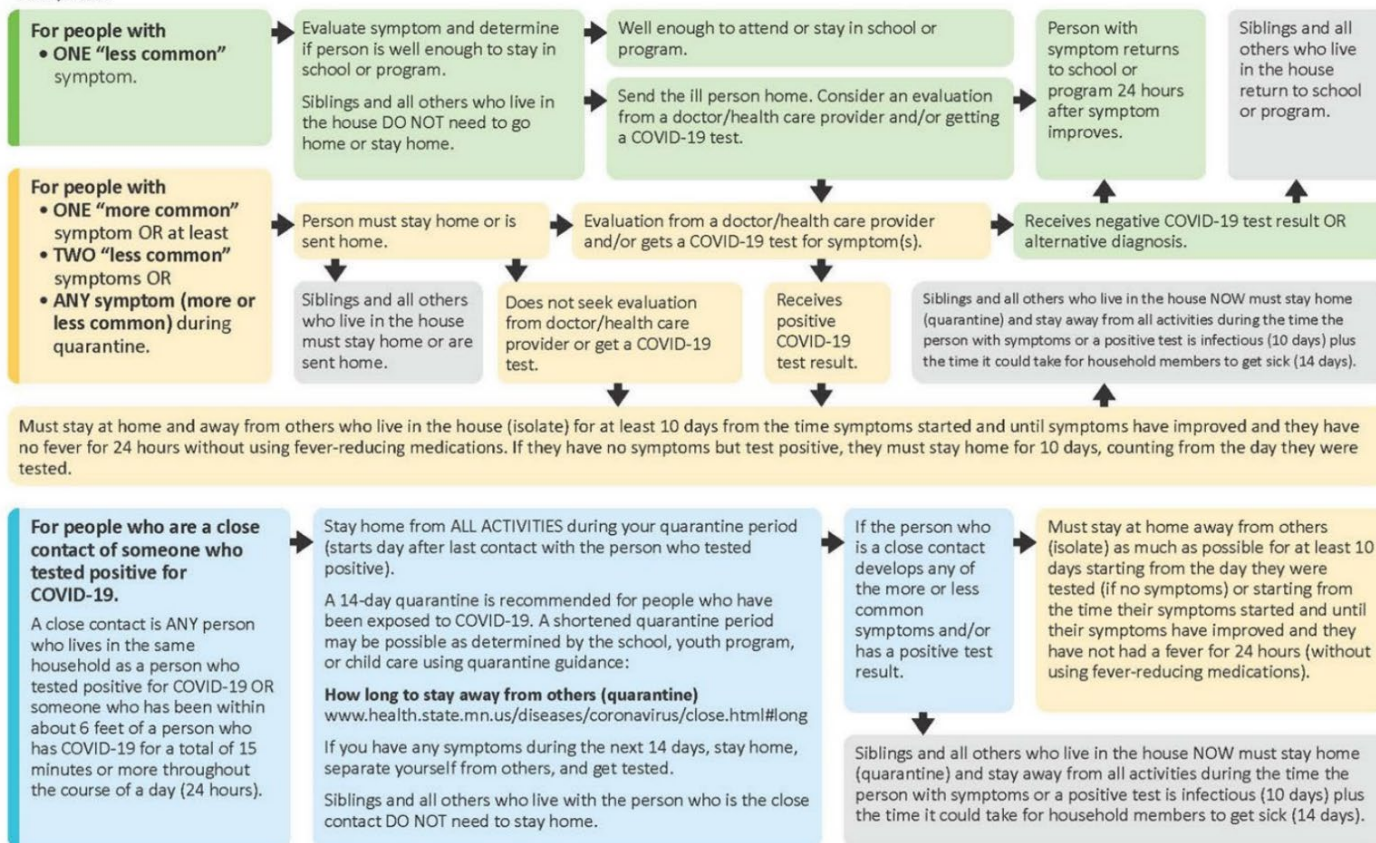 For people with
• ONE “less common”
symptom.
Evaluate symptom and determine
if person is well enough to stay in
school or program.
Siblings and all others who live in
the house DO NOT need to go
home or stay home.
Well enough to attend or stay in school or
program.
Send the ill person home. Consider an evaluation
from a doctor/health care provider and/or getting
a COVID-19 test.
Person with
symptom returns
to school or
program 24 hours
after symptom
improves.
Siblings and all
others who live
in the house
return to school
or program.
For people with
• ONE “more common”
symptom OR at least
• TWO “less common”
symptoms OR
• ANY symptom (more or
less common) during
quarantine.
Person must stay home or is
sent home.
Evaluation from a doctor/health care provider
and/or gets a COVID-19 test for symptom(s).
Receives negative COVID-19 test result OR
alternative diagnosis.
Siblings and all others
who live in the house
must stay home or are
sent home.
Does not seek evaluation
from doctor/health care
provider or get a COVID-19
test.
Receives
positive
COVID-19
test result.
Siblings and all others who live in the house NOW must stay home
(quarantine) and stay away from all activities during the time the
person with symptoms or a positive test is infectious (10 days) plus
the time it could take for household members to get sick (14 days).
Must stay at home and away from others who live in the house (isolate) for at least 10 days from the time symptoms started and until symptoms have improved and they have
no fever for 24 hours without using fever-reducing medications. If they have no symptoms but test positive, they must stay home for 10 days, counting from the day they were
tested.
For people who are a close
contact of someone who
tested positive for
COVID-19.
A close contact is ANY person
who lives in the same
household as a person who
tested positive for COVID-19 OR
someone who has been within
about 6 feet of a person who
has COVID-19 for a total of 15
minutes or more throughout
the course of a day (24 hours).
Stay home from ALL ACTIVITIES during your quarantine period
(starts day after last contact with the person who tested
positive).
A 14-day quarantine is recommended for people who have
been exposed to COVID-19. A shortened quarantine period
may be possible as determined by the school, youth program,
or child care using quarantine guidance:
How long to stay away from others (quarantine)
www.health.state.mn.us/diseases/coronavirus/close.html#long
If you have any symptoms during the next 14 days, stay home,
separate yourself from others, and get tested.
Siblings and all others who live with the person who is the close
contact DO NOT need to stay home.
If the person who
is a close contact
develops any of
the more or less
common
symptoms and/or
has a positive test
result.
Must stay at home away from others
(isolate) as much as possible for at least 10
days starting from the day they were
tested (if no symptoms) or starting from
the time their symptoms started and until
their symptoms have improved and they
have not had a fever for 24 hours (without
using fever-reducing medications).
Siblings and all others who live in the house NOW must stay home
(quarantine) and stay away from all activities during the time the
person with symptoms or a positive test is infectious (10 days) plus
the time it could take for household members to get sick (14 days).